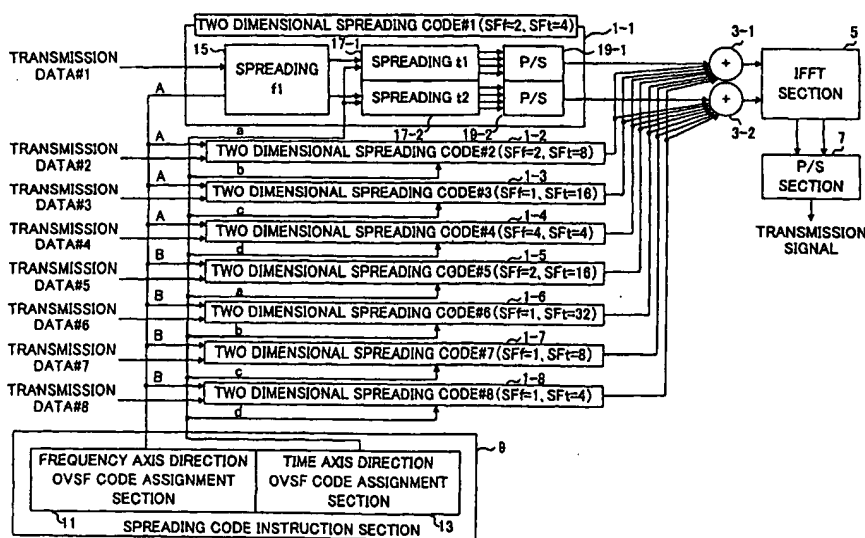 TWO DIMENSIONAL SPREADING CODE#1(SFf=2, SFt=4)
1-1
TRANSMISSION
DATA#1
15
SPREADING
f1
17-1
SPREADING t1
SPREADING t2
17-2
P/S
P/S
19-1
19-2
3-1
+
+
3-2
5
IFFT
SECTION
7
P/S
SECTION
TRANSMISSION
SIGNAL
A
a
1-2
TRANSMISSION
DATA#2
A
TWO DIMENSIONAL SPREADING CODE#2(SFf=2, SFt=8)
b
1-3
TRANSMISSION
DATA#3
A
TWO DIMENSIONAL SPREADING CODE#3(SFf=1, SFt=16)
c
1-4
TRANSMISSION
DATA#4
A
TWO DIMENSIONAL SPREADING CODE#4(SFf=4, SFt=4)
d
1-5
TRANSMISSION
DATA#5
B
TWO DIMENSIONAL SPREADING CODE#5(SFf=2, SFt=16)
a
1-6
TRANSMISSION
DATA#6
B
TWO DIMENSIONAL SPREADING CODE#6(SFf=1, SFt=32)
b
1-7
TRANSMISSION
DATA#7
B
TWO DIMENSIONAL SPREADING CODE#7(SFf=1, SFt=8)
c
1-8
TRANSMISSION
DATA#8
B
TWO DIMENSIONAL SPREADING CODE#8(SFf=1, SFt=4)
d
9
FREQUENCY AXIS DIRECTION
OVSF CODE ASSIGNMENT
SECTION
11
TIME AXIS DIRECTION
OVSF CODE ASSIGNMENT
SECTION
13
SPREADING CODE INSTRUCTION SECTION